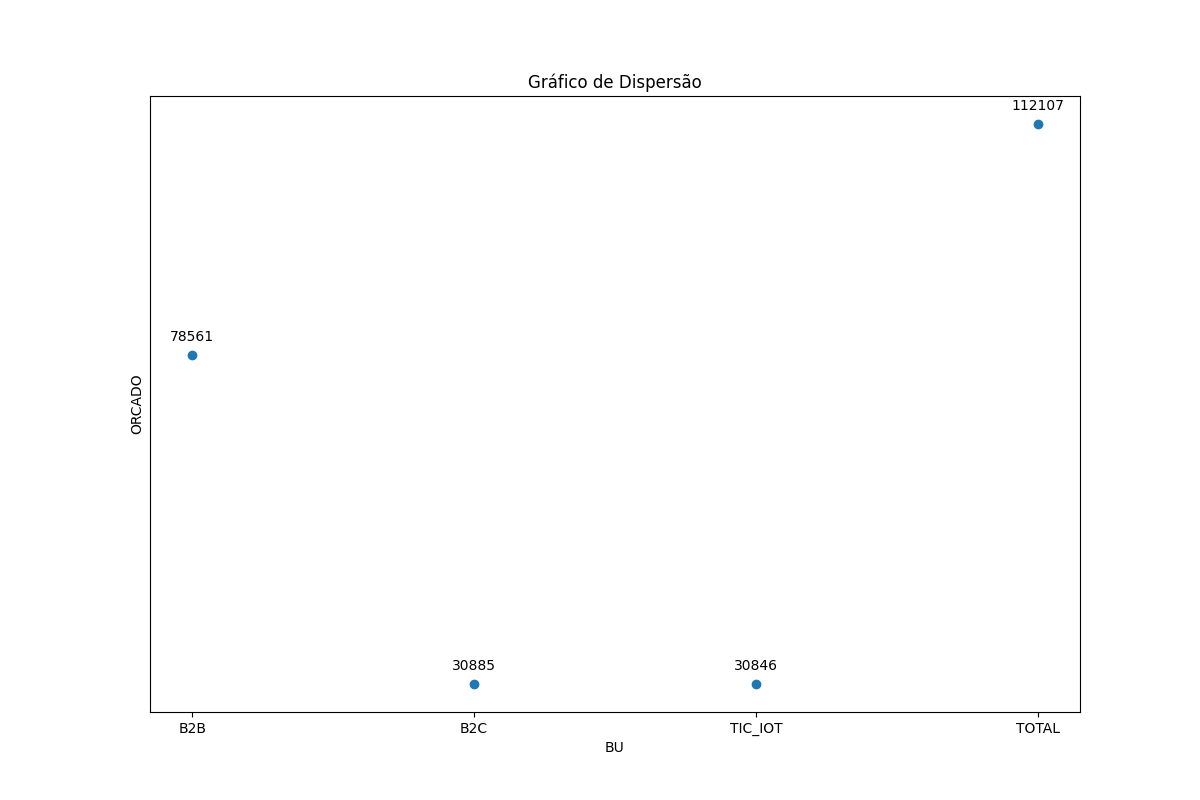 Gráfico de Dispersão
112107
78561
ORCADO
30885
30846
B2B
B2C
TIC_IOT
TOTAL
BU